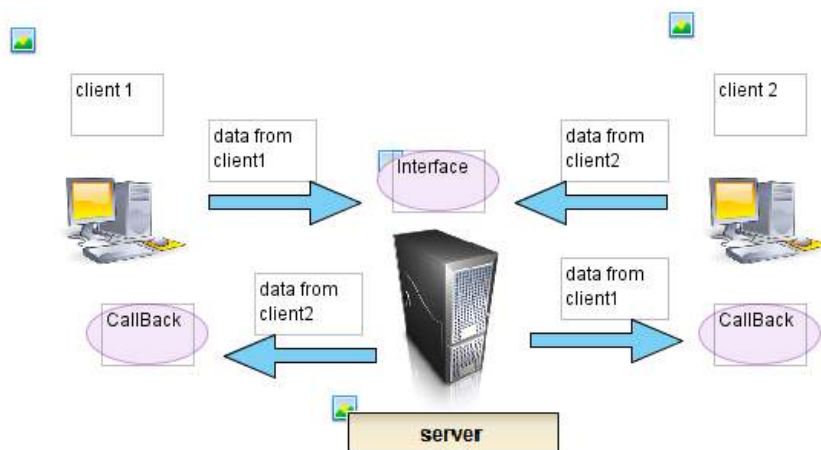 client 1
client 2
data from
client1
Interface
data from
client2
data from
client2
data from
client1
CallBack
CallBack
server